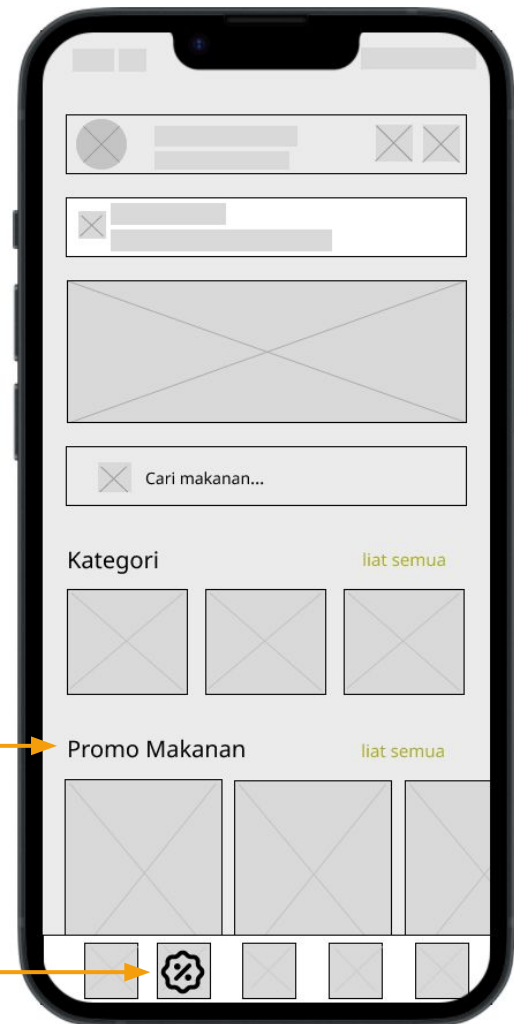 Cari makanan...
Kategori
liat semua
Promo Makanan
liat semua